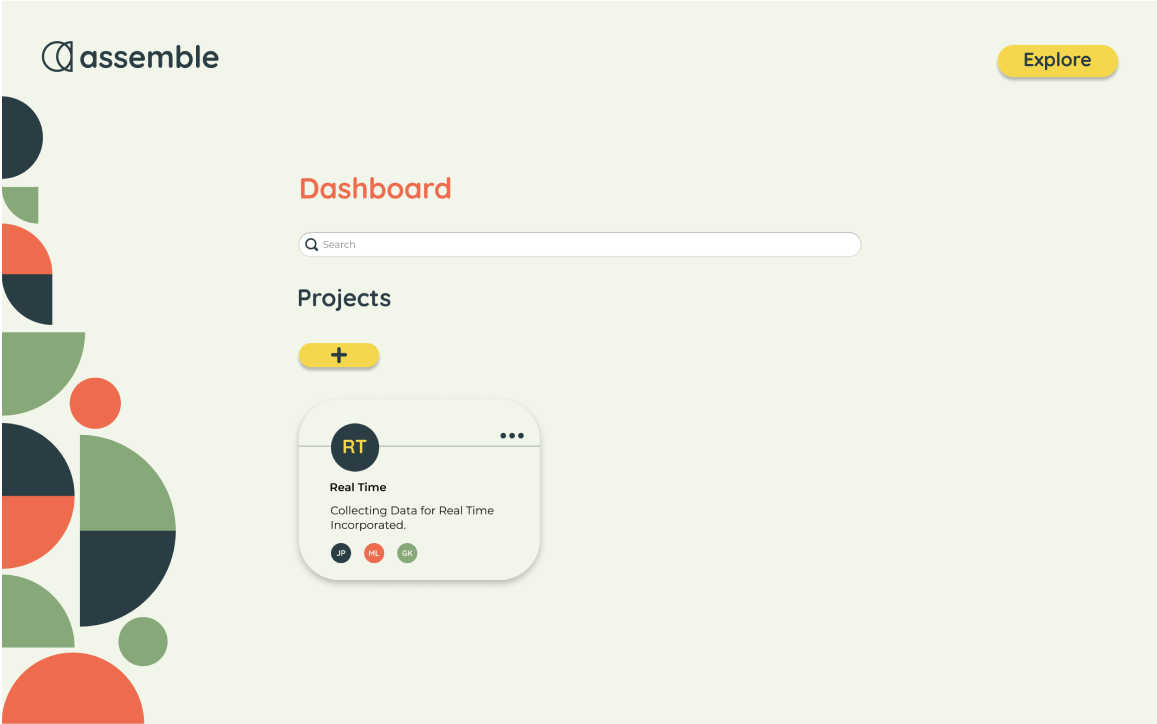 assemble
Explore
Dashboard
Search
Projects
+
RT
Real Time
Collecting Data for Real Time
Incorporated.
JP ML GK